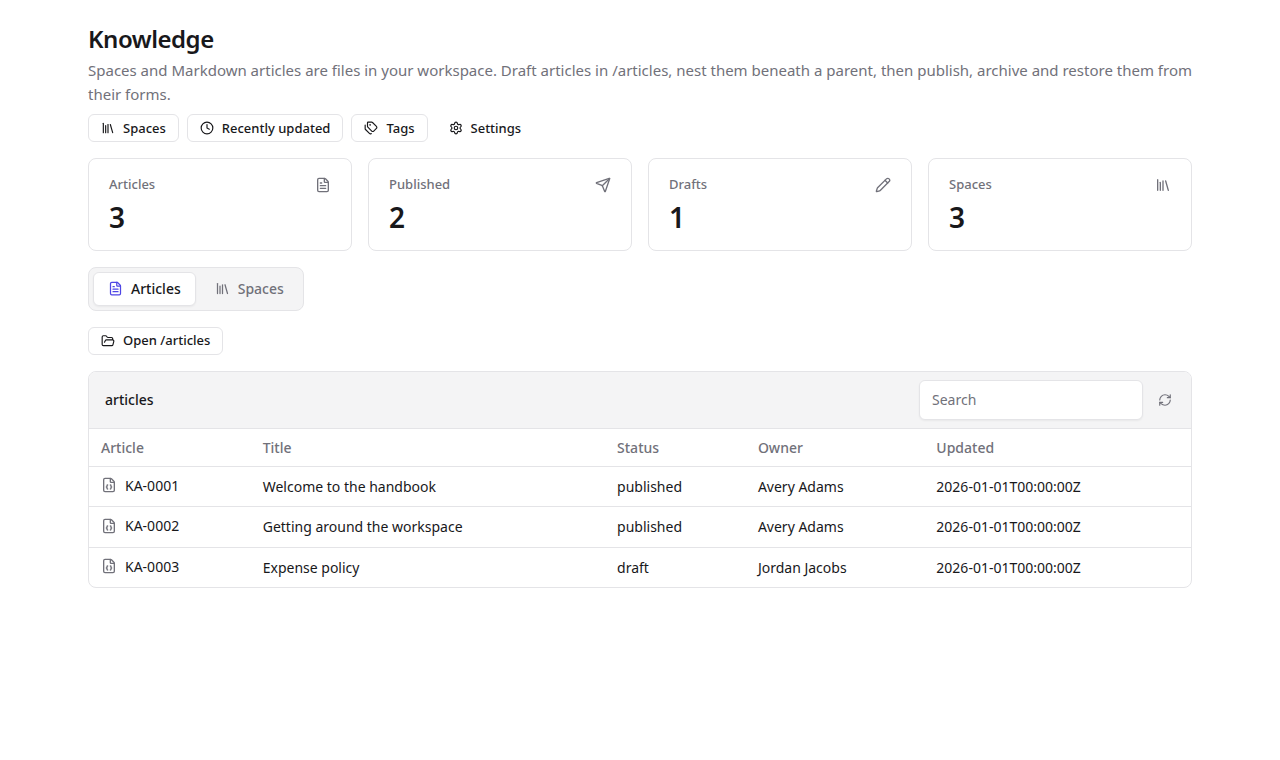 Knowledge
Spaces and Markdown articles are files in your workspace. Draft articles in /articles, nest them beneath a parent, then publish, archive and restore them from
their forms.
Spaces Recently updated Tags Settings
Articles Published Drafts Spaces
3 2 1 3
Articles Spaces
Open /articles
articles Search
Article Title Status Owner Updated
KA-0001 Welcome to the handbook published Avery Adams 2026-01-01T00:00:00Z
KA-0002 Getting around the workspace published Avery Adams 2026-01-01T00:00:00Z
KA-0003 Expense policy draft Jordan Jacobs 2026-01-01T00:00:00Z